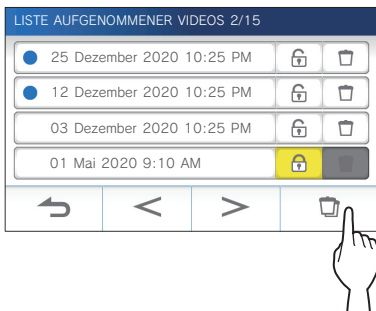 LISTE AUFGENOMMENER VIDEOS 2/15
25 Dezember 2020 10:25 PM
12 Dezember 2020 10:25 PM
03 Dezember 2020 10:25 PM
01 Mai 2020 9:10 AM